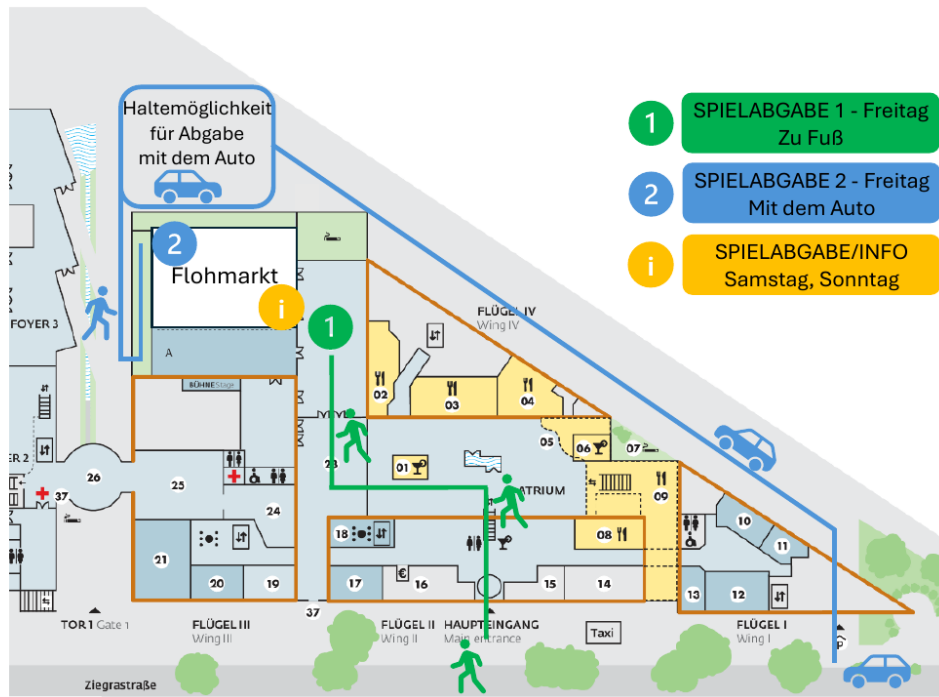 Haltemöglichkeit
für Abgabe
mit dem Auto
1
SPIELABGABE 1 - Freitag
Zu Fuß
2
SPIELABGABE 2 - Freitag
Mit dem Auto
i
SPIELABGABE/INFO
Samstag, Sonntag
2
Flohmarkt
i
1
FOYER 3
FLÜGEL IV
Wing IV
A
BÜHNE Stage
02
03
04
05
06
07
01
ATRIUM
09
26
25
24
37
18
08
10
11
21
20
19
17
€
16
15
14
13
12
37
TOR 1 Gate 1
FLÜGEL III
Wing III
FLÜGEL II
Wing II
HAUPTEINGANG
Main entrance
Taxi
FLÜGEL I
Wing I
P
Ziegrastraße